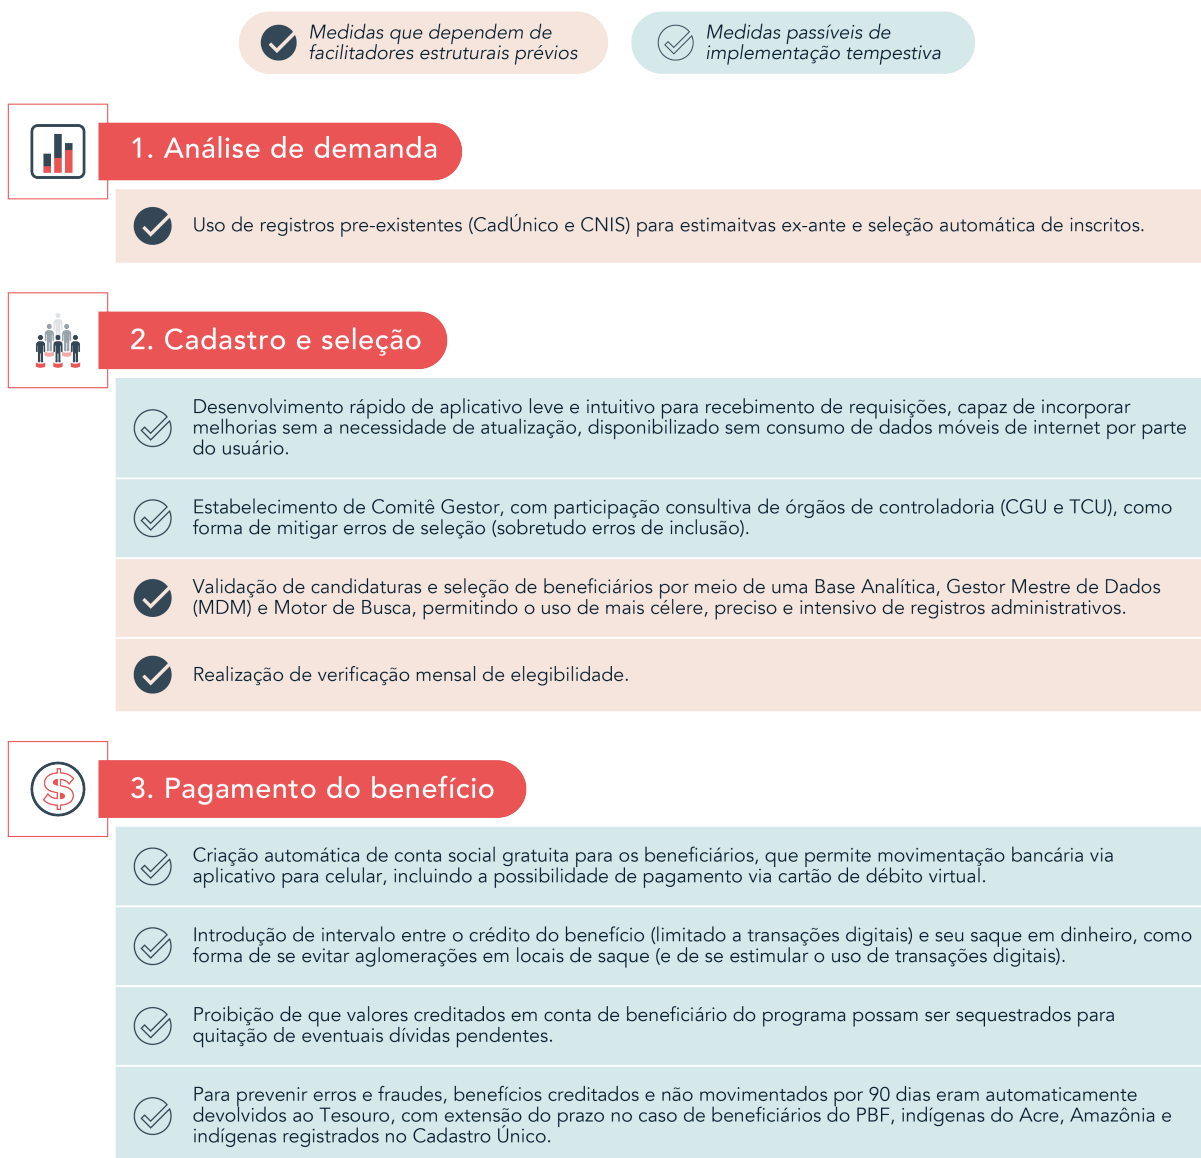 Medidas que dependem de
facilitadores estruturais prévios
Medidas passíveis de
implementação tempestiva
1. Análise de demanda
Uso de registros pre-existentes (CadÚnico e CNIS) para estimaitvas ex-ante e seleção automática de inscritos.
2. Cadastro e seleção
Desenvolvimento rápido de aplicativo leve e intuitivo para recebimento de requisições, capaz de incorporar
melhorias sem a necessidade de atualização, disponibilizado sem consumo de dados móveis de internet por parte
do usuário.
Estabelecimento de Comitê Gestor, com participação consultiva de órgãos de controladoria (CGU e TCU), como
forma de mitigar erros de seleção (sobretudo erros de inclusão).
Validação de candidaturas e seleção de beneficiários por meio de uma Base Analítica, Gestor Mestre de Dados
(MDM) e Motor de Busca, permitindo o uso de mais célere, preciso e intensivo de registros administrativos.
Realização de verificação mensal de elegibilidade.
3. Pagamento do benefício
Criação automática de conta social gratuita para os beneficiários, que permite movimentação bancária via
aplicativo para celular, incluindo a possibilidade de pagamento via cartão de débito virtual.
Introdução de intervalo entre o crédito do benefício (limitado a transações digitais) e seu saque em dinheiro, como
forma de se evitar aglomerações em locais de saque (e de se estimular o uso de transações digitais).
Proibição de que valores creditados em conta de beneficiário do programa possam ser sequestrados para
quitação de eventuais dívidas pendentes.
Para prevenir erros e fraudes, benefícios creditados e não movimentados por 90 dias eram automaticamente
devolvidos ao Tesouro, com extensão do prazo no caso de beneficiários do PBF, indígenas do Acre, Amazônia e
indígenas registrados no Cadastro Único.